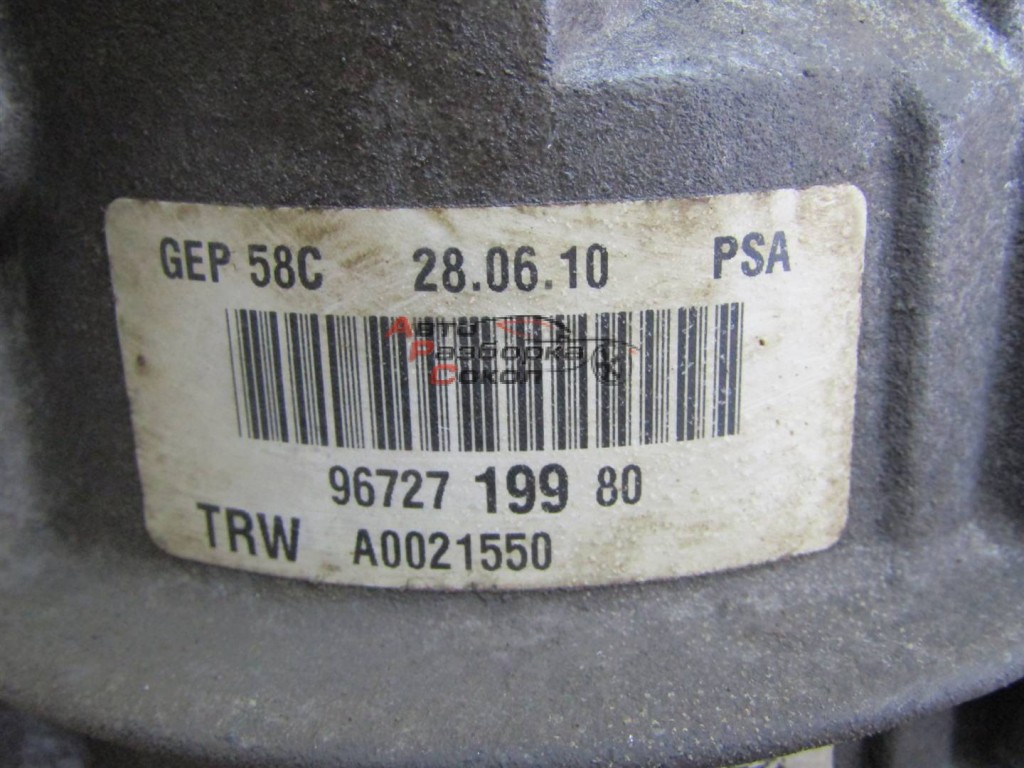 GEP 58C 28.06.10 PSA
Авто
Разборка
Сокол
96727 199 80
TRW A0021550